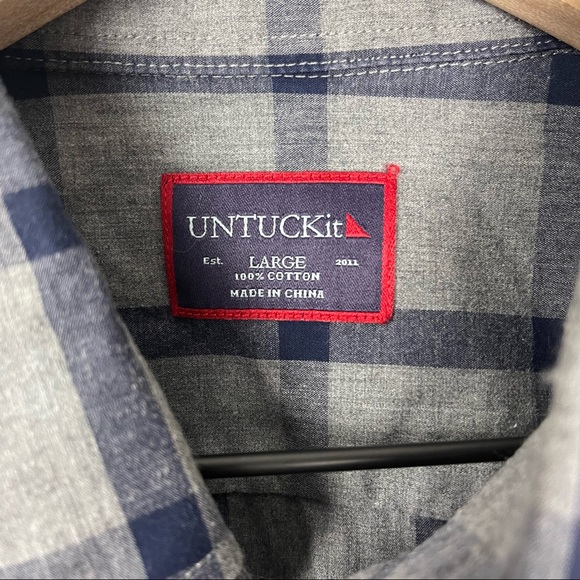 UNTUCKit
Est. LARGE 2011
100% COTTON
MADE IN CHINA